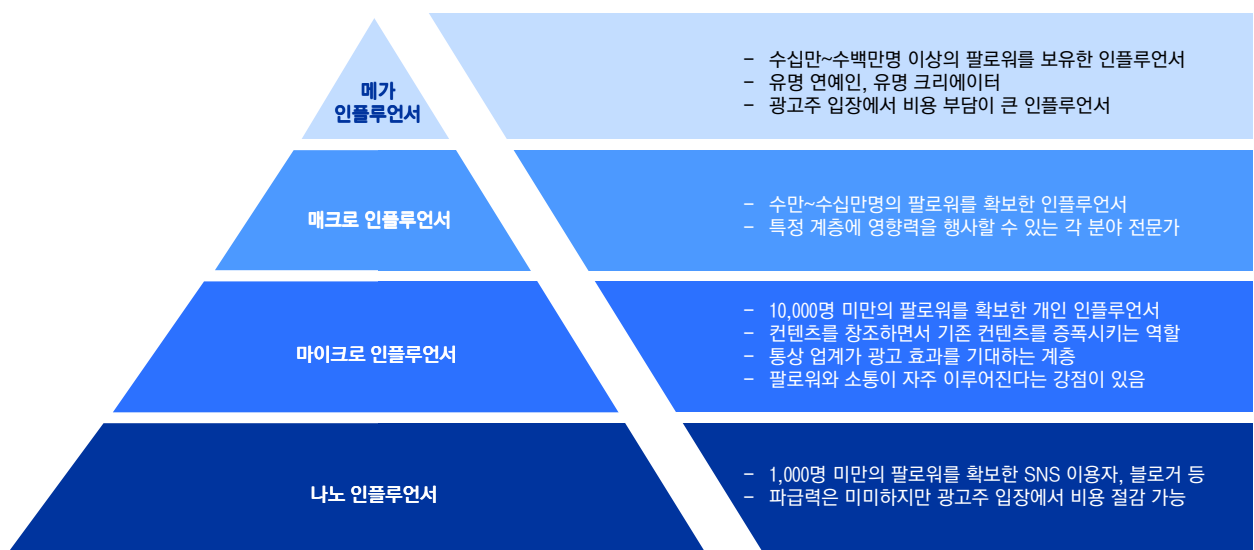 메가
인플루언서
- 수십만~수백만명 이상의 팔로워를 보유한 인플루언서
- 유명 연예인, 유명 크리에이터
- 광고주 입장에서 비용 부담이 큰 인플루언서
매크로 인플루언서
- 수만~수십만명의 팔로워를 확보한 인플루언서
- 특정 계층에 영향력을 행사할 수 있는 각 분야 전문가
마이크로 인플루언서
- 10,000명 미만의 팔로워를 확보한 개인 인플루언서
- 컨텐츠를 창조하면서 기존 컨텐츠를 증폭시키는 역할
- 통상 업계가 광고 효과를 기대하는 계층
- 팔로워와 소통이 자주 이루어진다는 강점이 있음
나노 인플루언서
- 1,000명 미만의 팔로워를 확보한 SNS 이용자, 블로거 등
- 파급력은 미미하지만 광고주 입장에서 비용 절감 가능